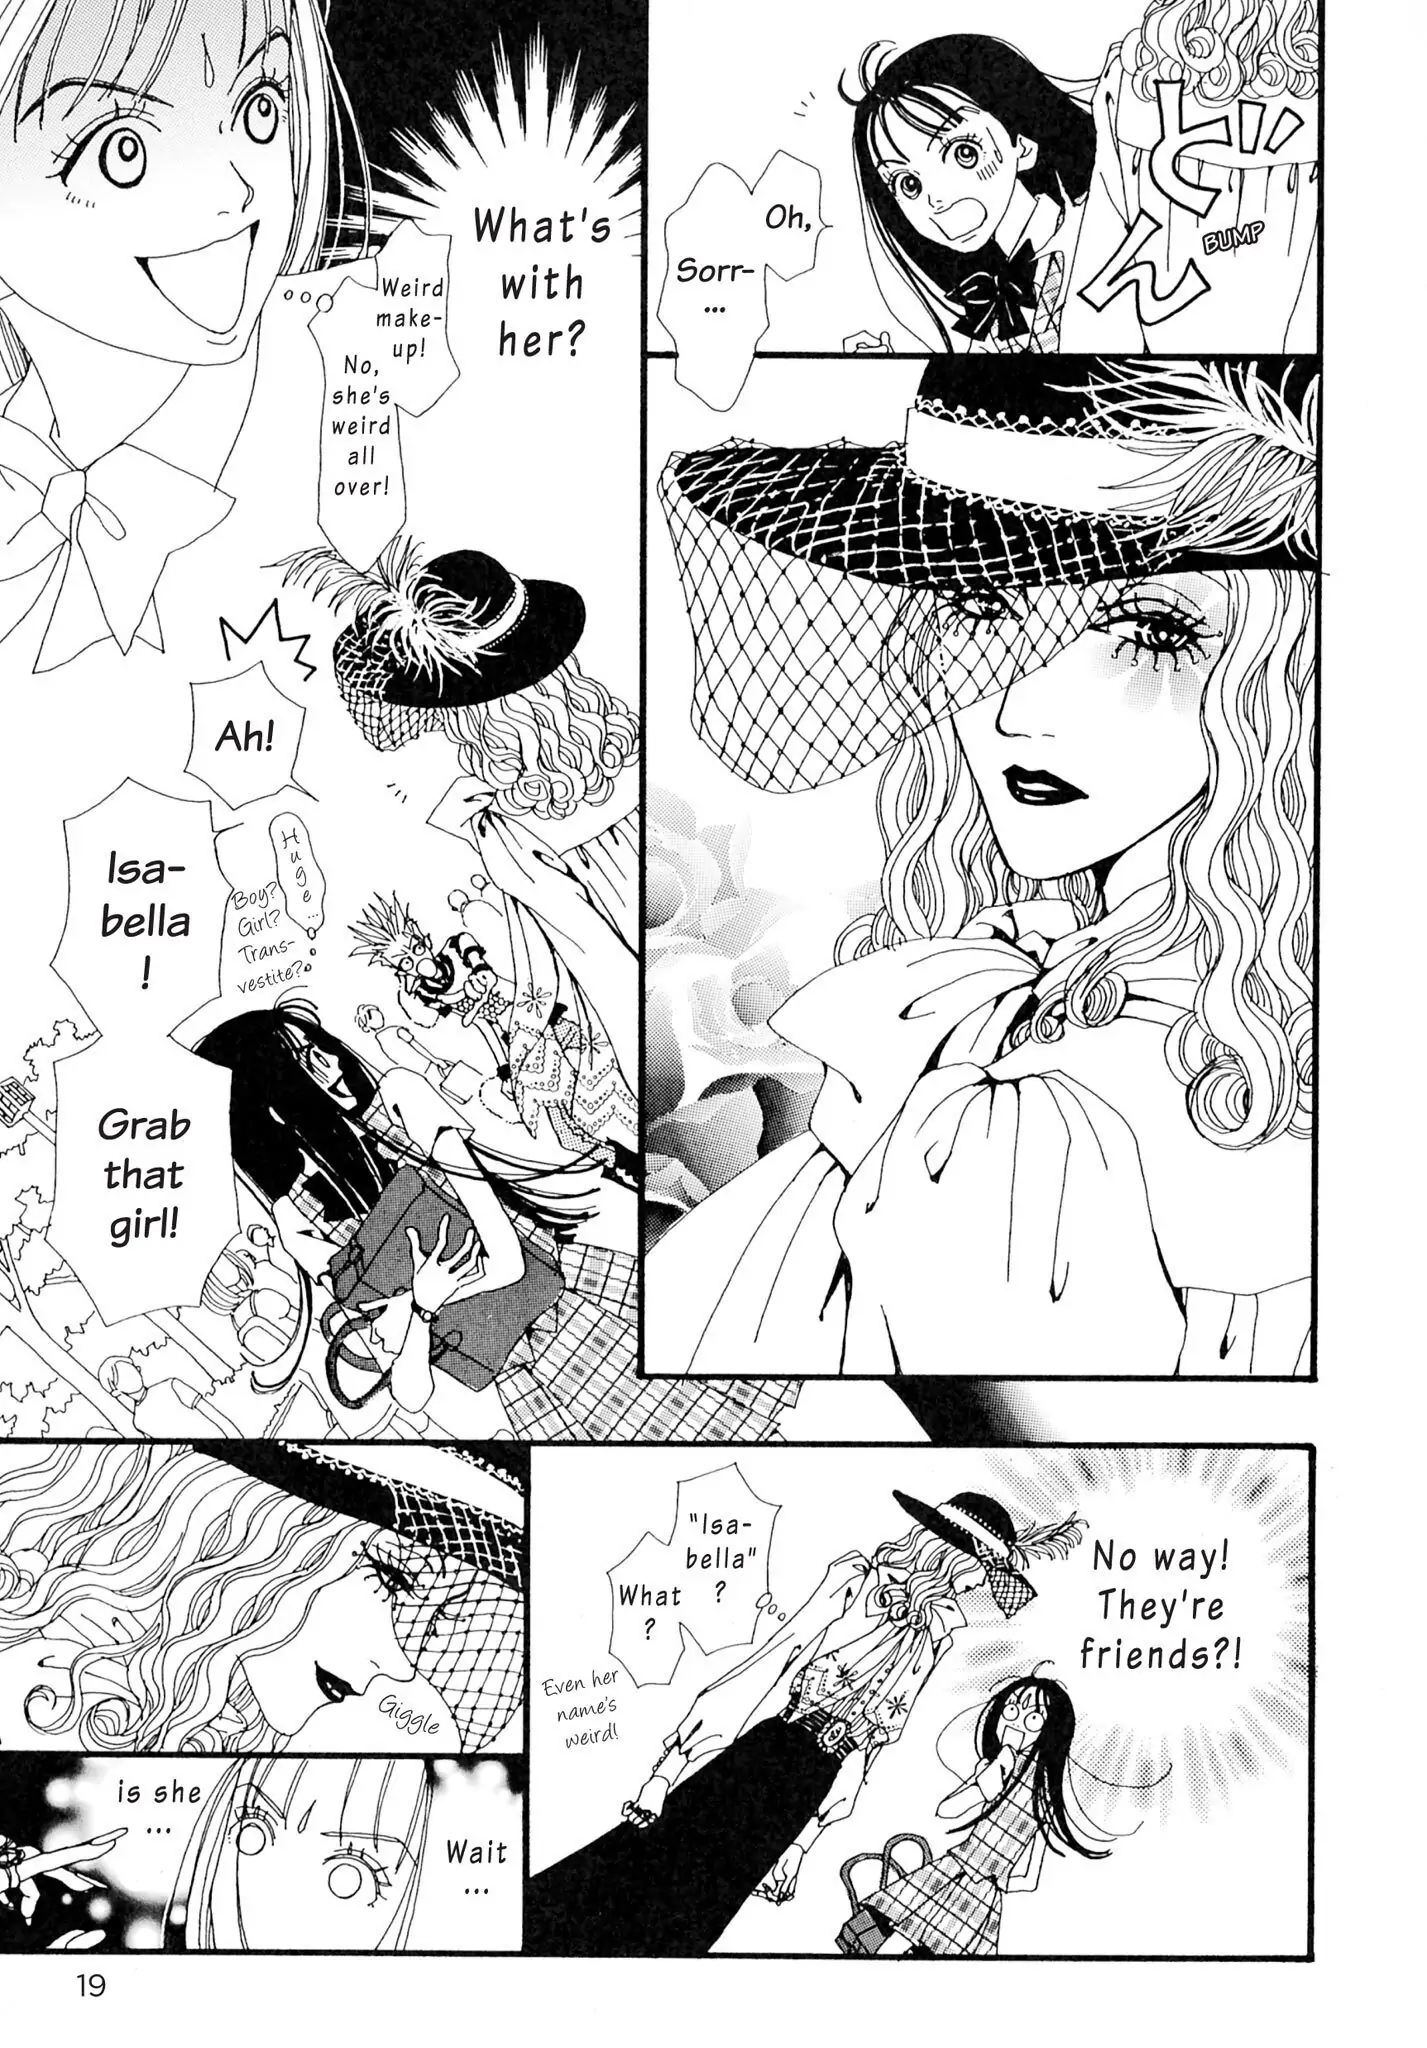 どん
BUMP
Oh,
Sorr-
...
What's
with
her?
Weird
make-
up!
No,
she's
weird
all
over!
Ah!
Huge...
Boy?
Girl?
Trans-
vestite?
Isa-
bella
!
Grab
that
girl!
No way!
They're
friends?!
"Isa-
bella"
?
What
?
Even her
name's
weird!
Giggle
Wait
...
is she
...
19